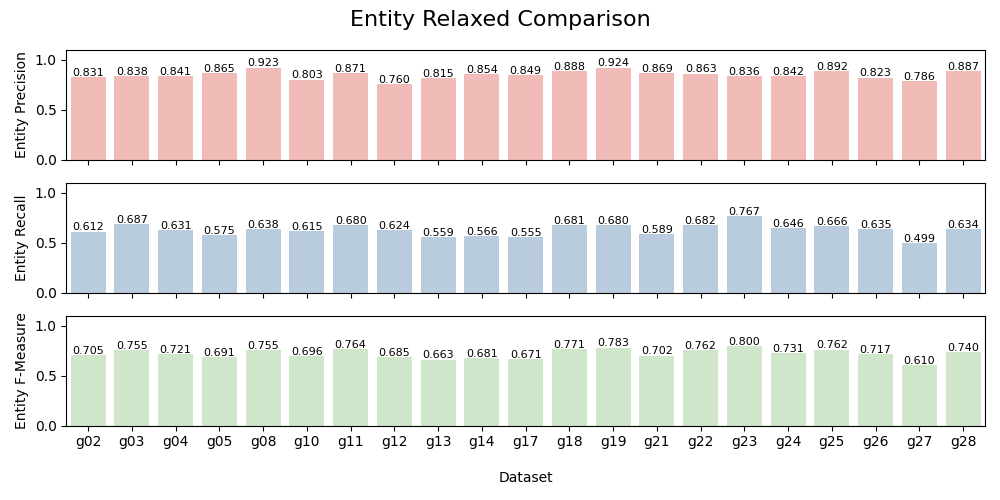 Entity Relaxed Comparison
Entity Precision
1.0
0.5
0.0
0.831 0.838 0.841 0.865 0.923 0.803 0.871 0.760 0.815 0.854 0.849 0.888 0.924 0.869 0.863 0.836 0.842 0.892 0.823 0.786 0.887
Entity Recall
1.0
0.5
0.0
0.612 0.687 0.631 0.575 0.638 0.615 0.680 0.624 0.559 0.566 0.555 0.681 0.680 0.589 0.682 0.767 0.646 0.666 0.635 0.499 0.634
Entity F-Measure
1.0
0.5
0.0
0.705 0.755 0.721 0.691 0.755 0.696 0.764 0.685 0.663 0.681 0.671 0.771 0.783 0.702 0.762 0.800 0.731 0.762 0.717 0.610 0.740
g02 g03 g04 g05 g08 g10 g11 g12 g13 g14 g17 g18 g19 g21 g22 g23 g24 g25 g26 g27 g28
Dataset